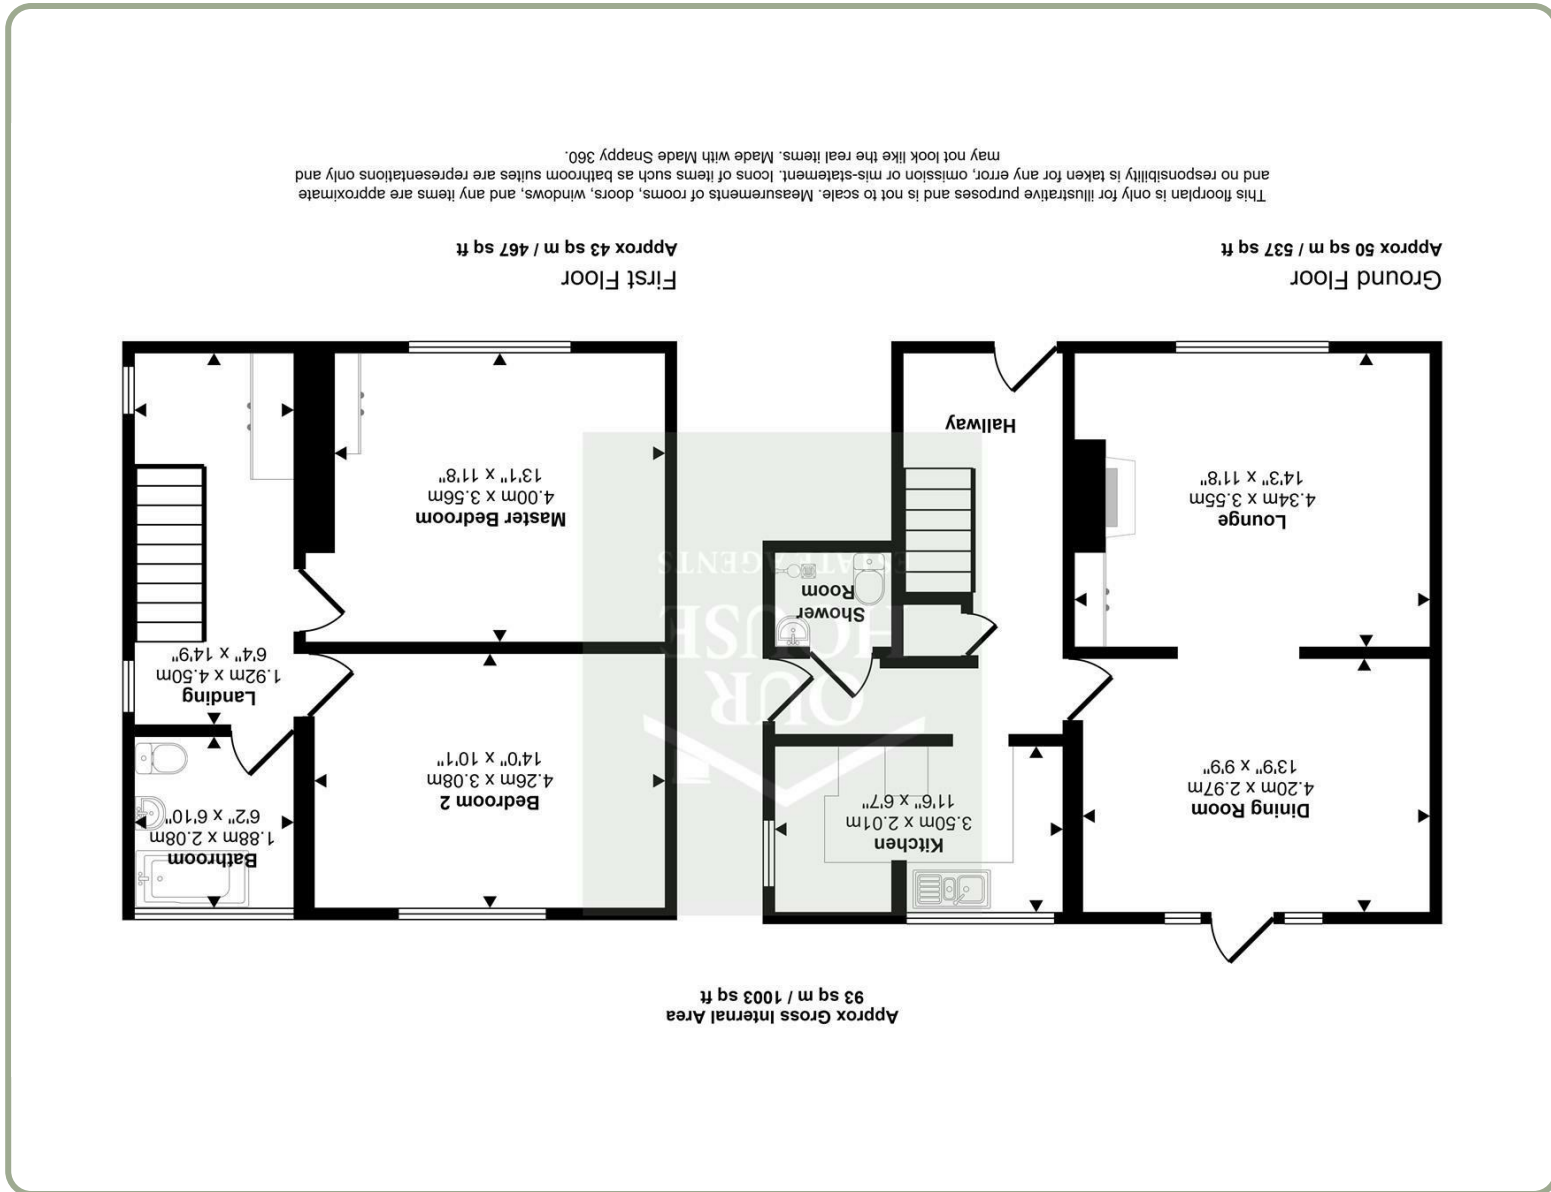 Approx Gross Internal Area
93 sq m / 1003 sq ft
Dining Room
4.20m x 2.97m
13'9" x 9'9"
Kitchen
3.50m x 2.01m
11'6" x 6'7"
Lounge
4.34m x 3.55m
14'3" x 11'8"
Shower
Room
Hallway
Bedroom 2
4.26m x 3.08m
14'0" x 10'1"
Bathroom
1.88m x 2.08m
6'2" x 6'10"
Landing
1.92m x 4.50m
6'4" x 14'9"
Master Bedroom
4.00m x 3.56m
13'1" x 11'8"
OUR
HOUSE
ESTATE AGENTS
Ground Floor
Approx 50 sq m / 537 sq ft
First Floor
Approx 43 sq m / 467 sq ft
This floorplan is only for illustrative purposes and is not to scale. Measurements of rooms, doors, windows, and any items are approximate
and no responsibility is taken for any error, omission or mis-statement. Icons of items such as bathroom suites are representations only and
may not look like the real items. Made with Made Snappy 360.